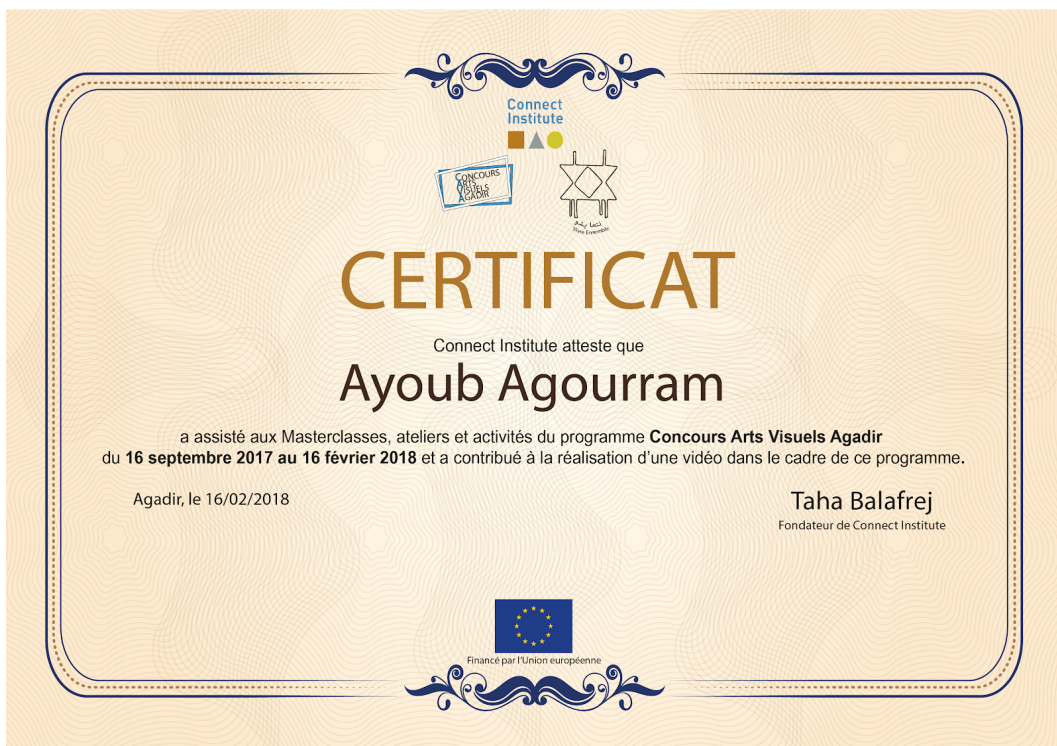 Connect
Institute
CONCOURS
ARTS
VISUELS
AGADIR
Vivre Ensemble
CERTIFICAT
Connect Institute atteste que
Ayoub Agourram
a assisté aux Masterclasses, ateliers et activités du programme Concours Arts Visuels Agadir
du 16 septembre 2017 au 16 février 2018 et a contribué à la réalisation d’une vidéo dans le cadre de ce programme.
Agadir, le 16/02/2018
Taha Balafrej
Fondateur de Connect Institute
Financé par l’Union européenne